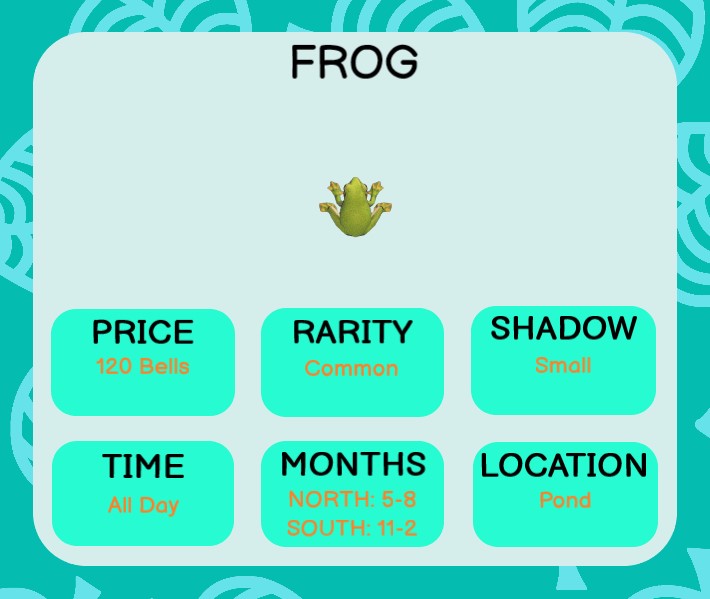 FROG
PRICE
120 Bells
RARITY
Common
SHADOW
Small
TIME
All Day
MONTHS
NORTH: 5-8
SOUTH: 11-2
LOCATION
Pond